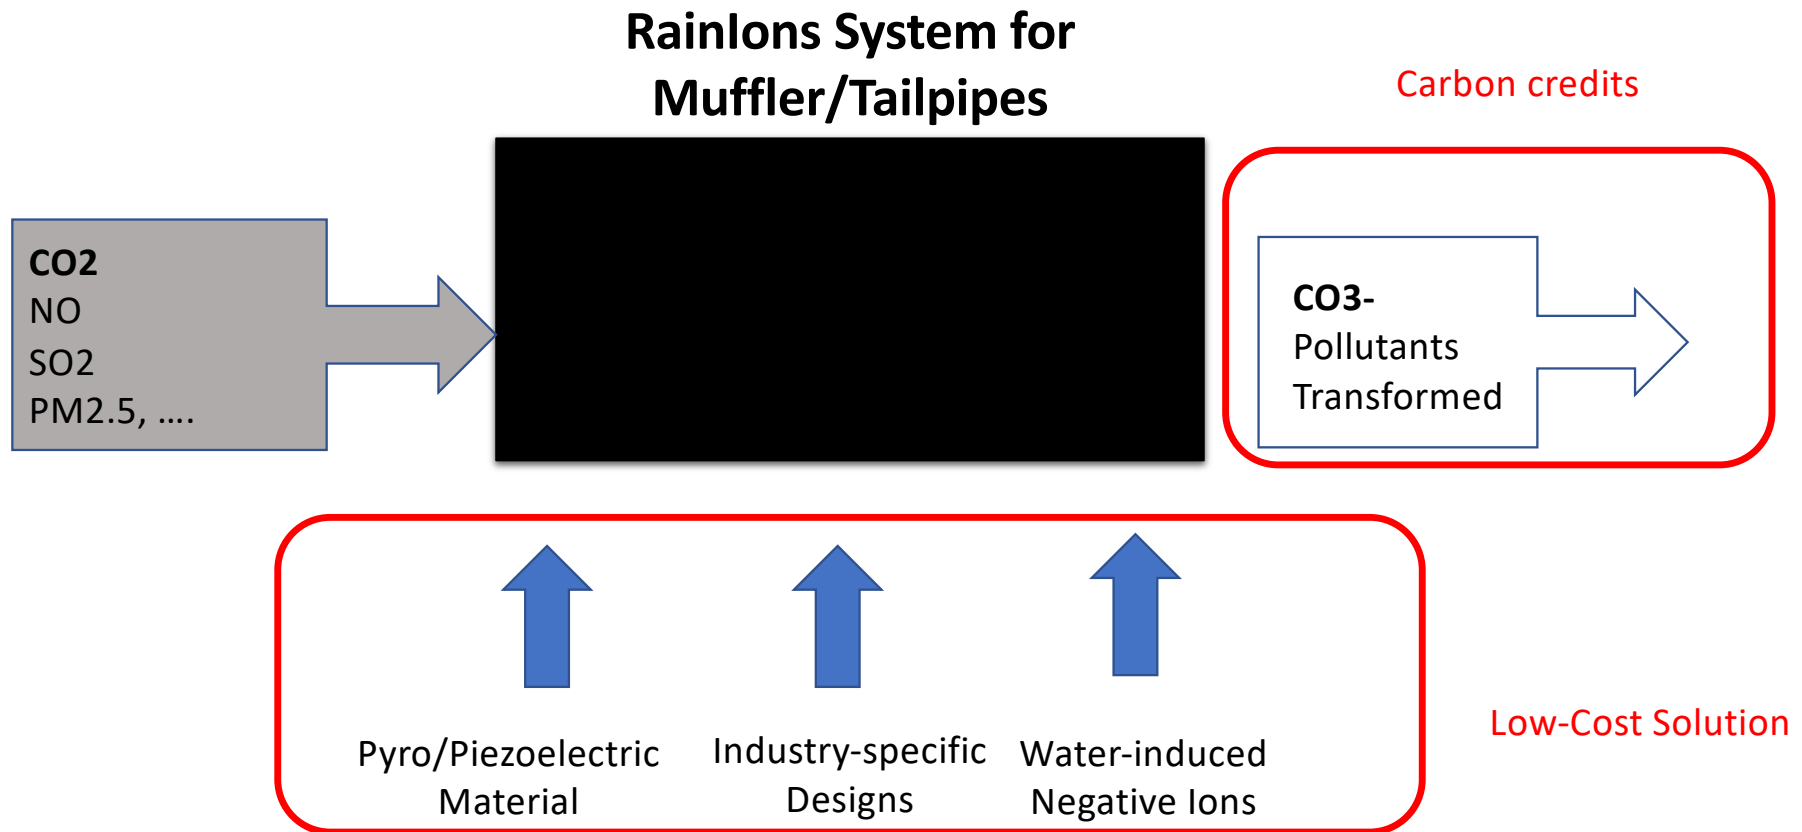 RainIons System for
Muffler/Tailpipes
Carbon credits
CO2
NO
SO2
PM2.5, ....
CO3-
Pollutants
Transformed
Pyro/Piezoelectric
Material
Industry-specific
Designs
Water-induced
Negative Ions
Low-Cost Solution